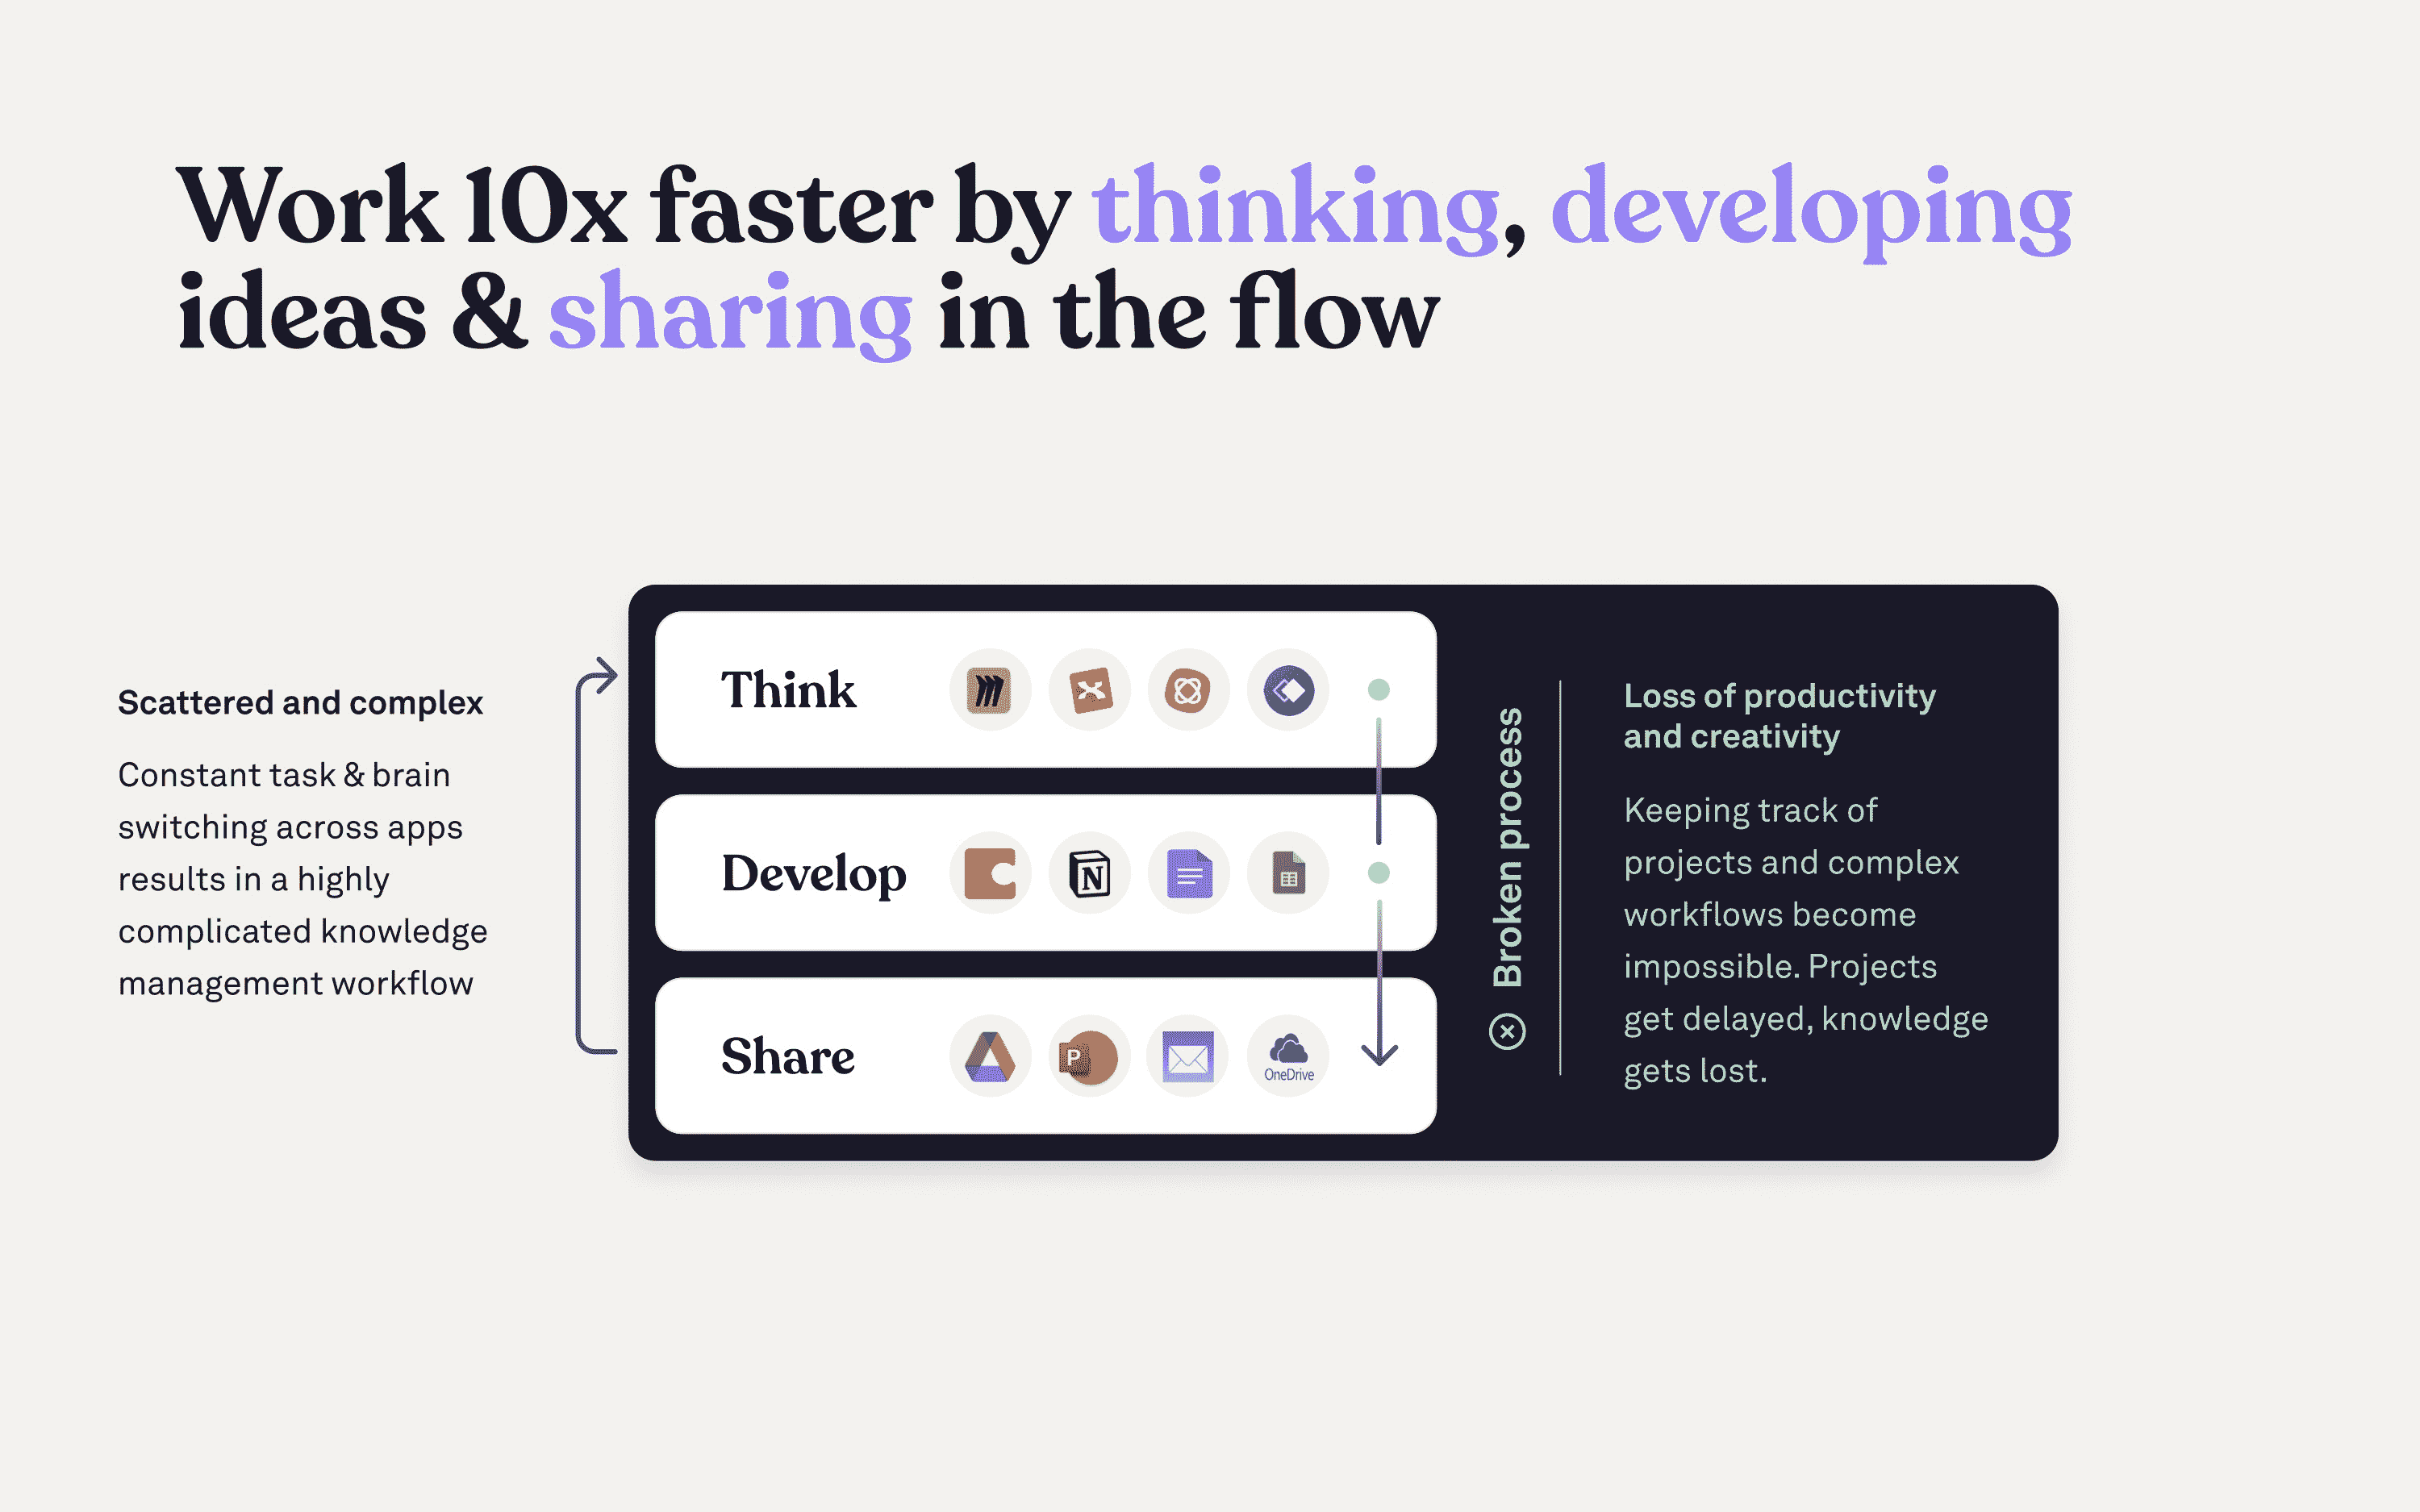 Work 10x faster by thinking, developing
ideas & sharing in the flow
Scattered and complex
Constant task & brain
switching across apps
results in a highly
complicated knowledge
management workflow
Think
Develop
N
Share
P
OneDrive
Broken process
Loss of productivity
and creativity
Keeping track of
projects and complex
workflows become
impossible. Projects
get delayed, knowledge
gets lost.